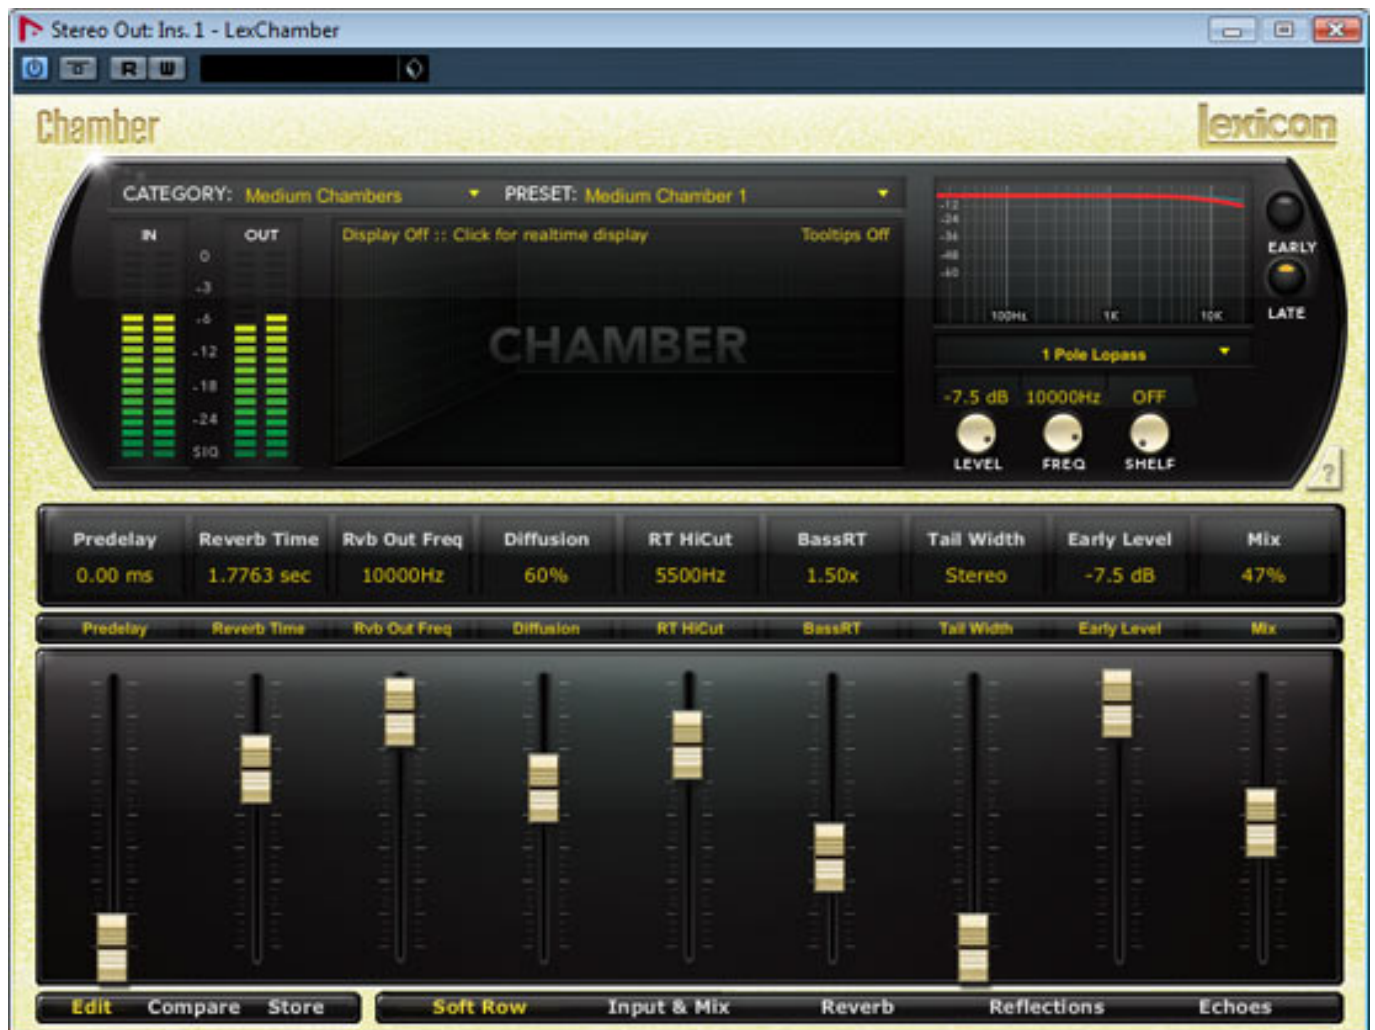 Stereo Out: Ins. 1 - LexChamber
R W
Chamber
lexicon
CATEGORY: Medium Chambers PRESET: Medium Chamber 1
IN OUT
0
-3
-6
-12
-18
-24
SIG
Display Off :: Click for realtime display Tooltips Off
CHAMBER
-12
-24
-36
-48
-60
100Hz 1K 10K
EARLY
LATE
1 Pole Lopass
-7.5 dB 10000Hz OFF
LEVEL FREQ SHELF
?
Predelay Reverb Time Rvb Out Freq Diffusion RT HiCut BassRT Tail Width Early Level Mix
0.00 ms 1.7763 sec 10000Hz 60% 5500Hz 1.50x Stereo -7.5 dB 47%
Predelay Reverb Time Rvb Out Freq Diffusion RT HiCut BassRT Tail Width Early Level Mix
Edit Compare Store Soft Row Input & Mix Reverb Reflections Echoes